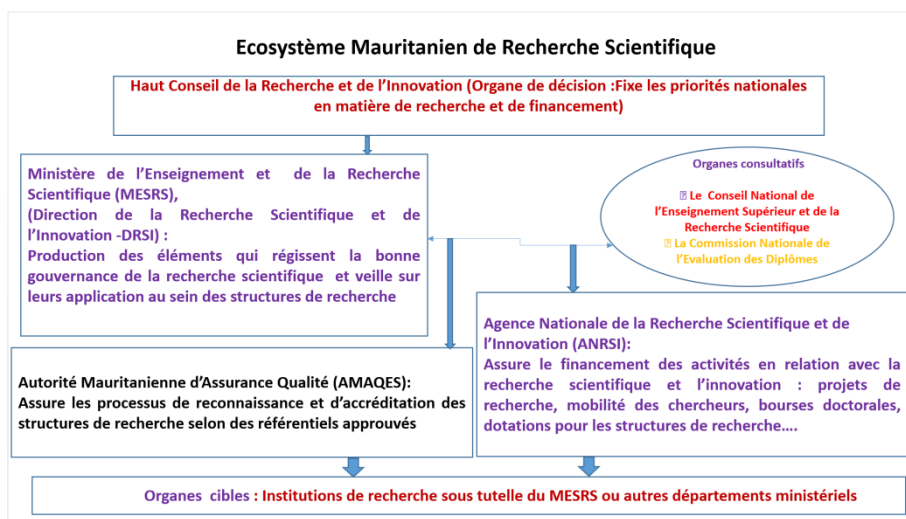 Ecosystème Mauritanien de Recherche Scientifique
Haut Conseil de la Recherche et de l'Innovation (Organe de décision :Fixe les priorités nationales
en matière de recherche et de financement)
Ministère de l'Enseignement et de la Recherche
Scientifique (MESRS),
(Direction de la Recherche Scientifique et de
l'Innovation -DRSI) :
Production des éléments qui régissent la bonne
gouvernance de la recherche scientifique et veille sur
leurs application au sein des structures de recherche
Organes consultatifs
Le Conseil National de
l'Enseignement Supérieur et de la
Recherche Scientifique
La Commission Nationale de
l'Evaluation des Diplômes
Autorité Mauritanienne d'Assurance Qualité (AMAQES):
Assure les processus de reconnaissance et d'accréditation des
structures de recherche selon des référentiels approuvés
Agence Nationale de la Recherche Scientifique et de
l'Innovation (ANRSI):
Assure le financement des activités en relation avec la
recherche scientifique et l'innovation : projets de
recherche, mobilité des chercheurs, bourses doctorales,
dotations pour les structures de recherche….
Organes cibles : Institutions de recherche sous tutelle du MESRS ou autres départements ministériels